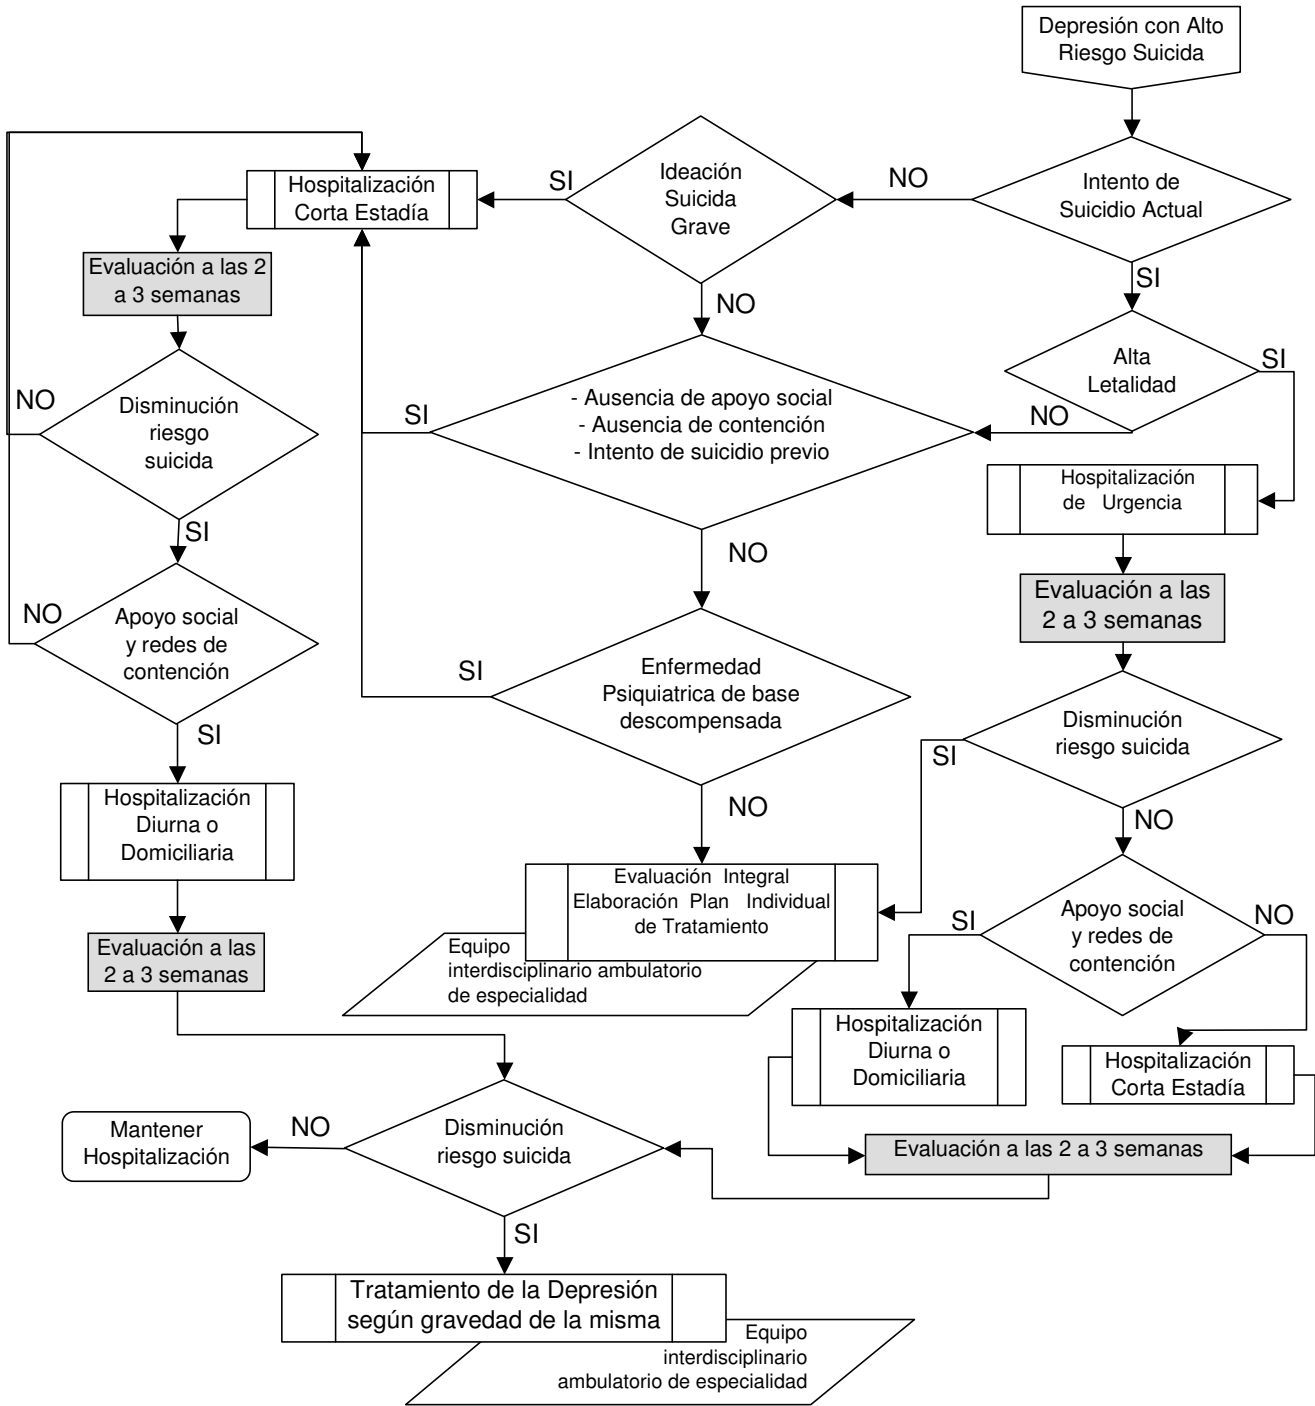 Depresión con Alto
Riesgo Suicida
Intento de
Suicidio Actual
NO
SI
Ideación
Suicida
Grave
SI
NO
Hospitalización
Corta Estadía
Evaluación a las 2
a 3 semanas
Alta
Letalidad
SI
NO
- Ausencia de apoyo social
- Ausencia de contención
- Intento de suicidio previo
SI
NO
Disminución
riesgo
suicida
NO
SI
Hospitalización
de Urgencia
Evaluación a las
2 a 3 semanas
Apoyo social
y redes de
contención
NO
SI
Enfermedad
Psiquiatrica de base
descompensada
SI
NO
Disminución
riesgo suicida
SI
NO
Hospitalización
Diurna o
Domiciliaria
Evaluación Integral
Elaboración Plan Individual
de Tratamiento
Equipo
interdisciplinario ambulatorio
de especialidad
Apoyo social
y redes de
contención
SI
NO
Evaluación a las
2 a 3 semanas
Hospitalización
Diurna o
Domiciliaria
Hospitalización
Corta Estadía
Evaluación a las 2 a 3 semanas
Disminución
riesgo suicida
NO
SI
Mantener
Hospitalización
Tratamiento de la Depresión
según gravedad de la misma
Equipo
interdisciplinario
ambulatorio de especialidad